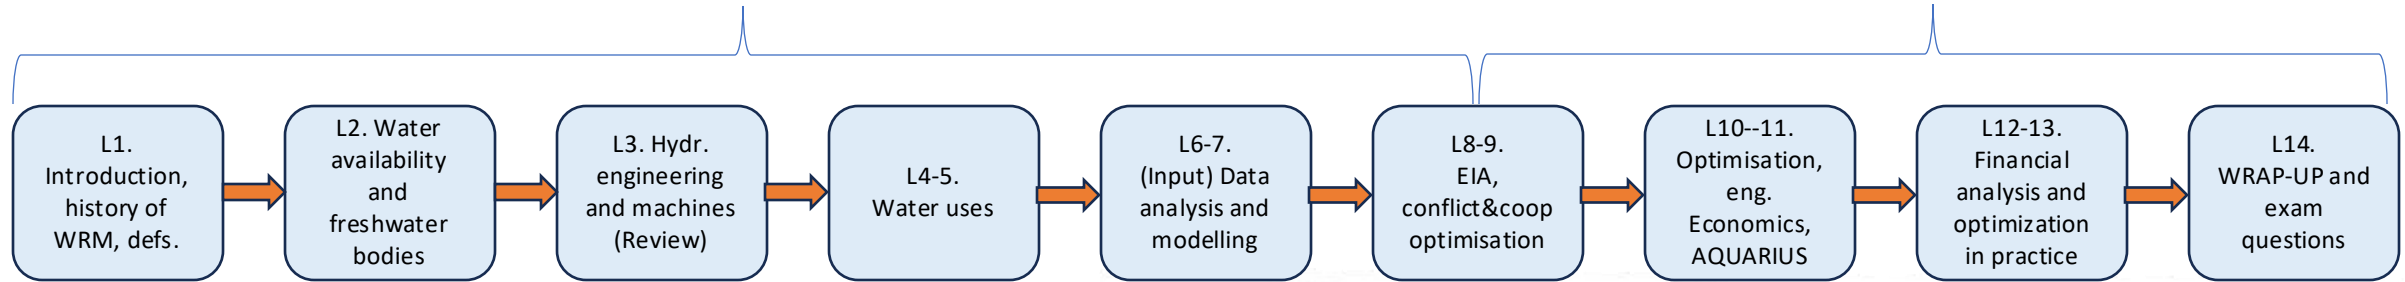 L1.
Introduction,
history of
WRM, defs.
L2. Water
availability
and
freshwater
bodies
L3. Hydr.
engineering
and machines
(Review)
L4-5.
Water uses
L6-7.
(Input) Data
analysis and
modelling
L8-9.
EIA,
conflict&coop
optimisation
L10--11.
Optimisation,
eng.
Economics,
AQUARIUS
L12-13.
Financial
analysis and
optimization
in practice
L14.
WRAP-UP and
exam
questions